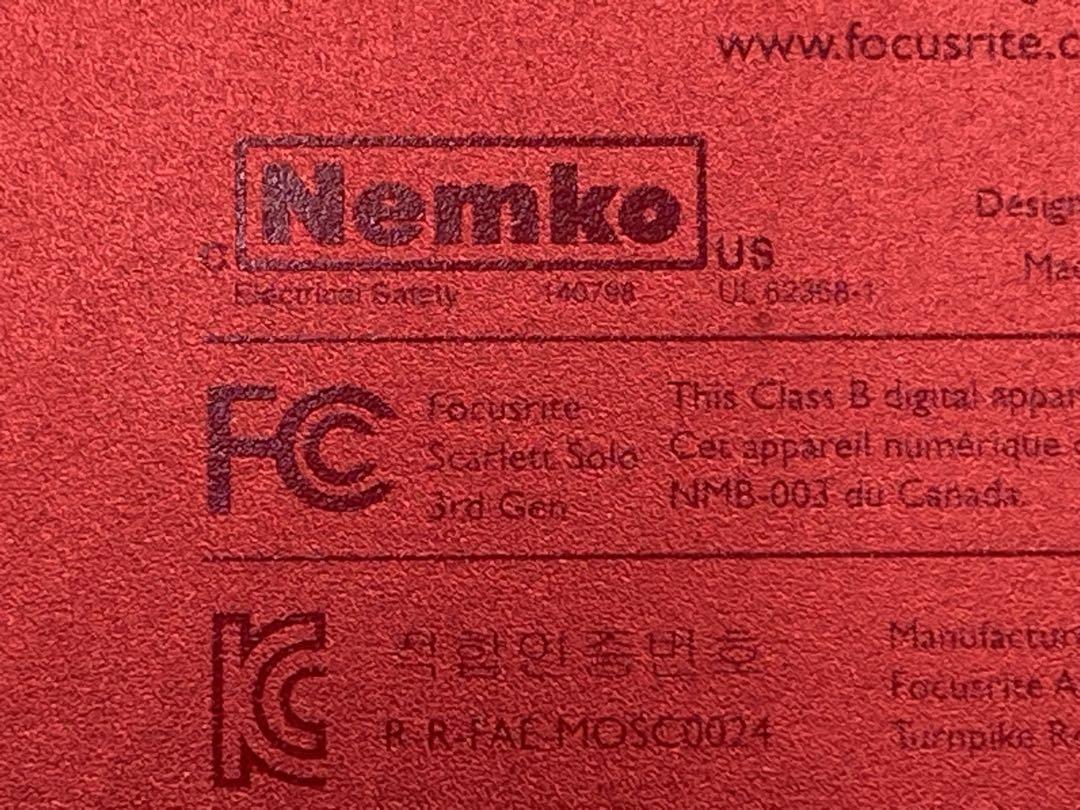 www.focusrite.c
Nemko
C US
Electrical Safety 140798 UL 62368-1
Design
Mad
FC Focusrite
Scarlett Solo
3rd Gen
This Class B digital appar
Cet appareil numérique
NMB-003 du Canada.
적합인증번호
R-R-FAE.MOSC0024
Manufactur
Focusrite A
Turnpike R